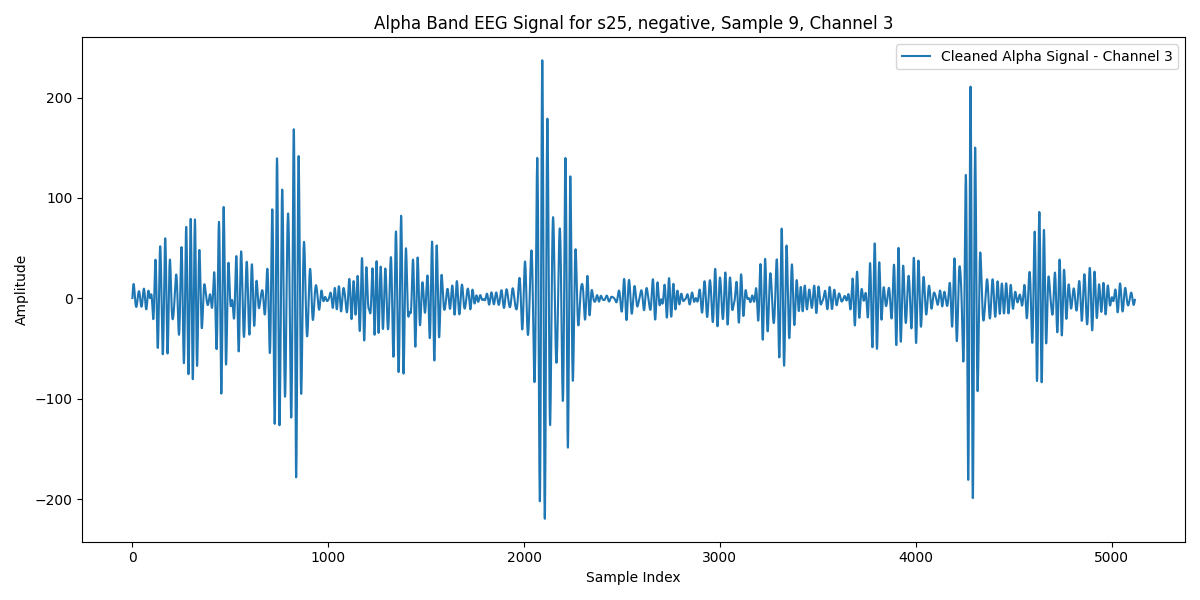 Alpha Band EEG Signal for s25, negative, Sample 9, Channel 3
Cleaned Alpha Signal - Channel 3
Amplitude
200
100
0
−100
−200
0 1000 2000 3000 4000 5000
Sample Index